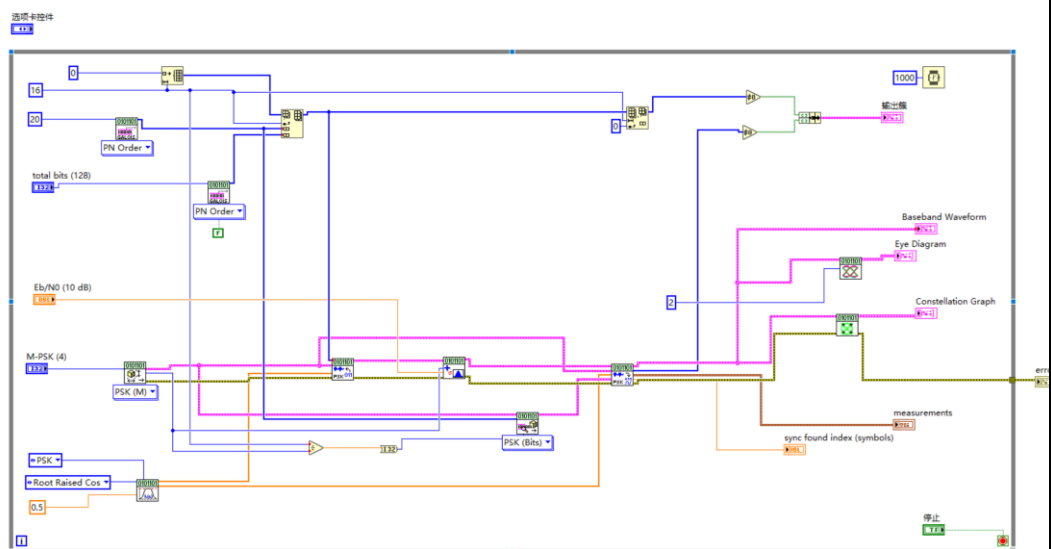 选项卡控件
0
16
1000
20
0
输出簇
PN Order
total bits (128)
PN Order
F
Baseband Waveform
Eye Diagram
Eb/N0 (10 dB)
2
Constellation Graph
M-PSK (4)
PSK (M)
measurements
PSK (Bits)
sync found index (symbols)
I32
PSK
Root Raised Cos
0.5
停止
i